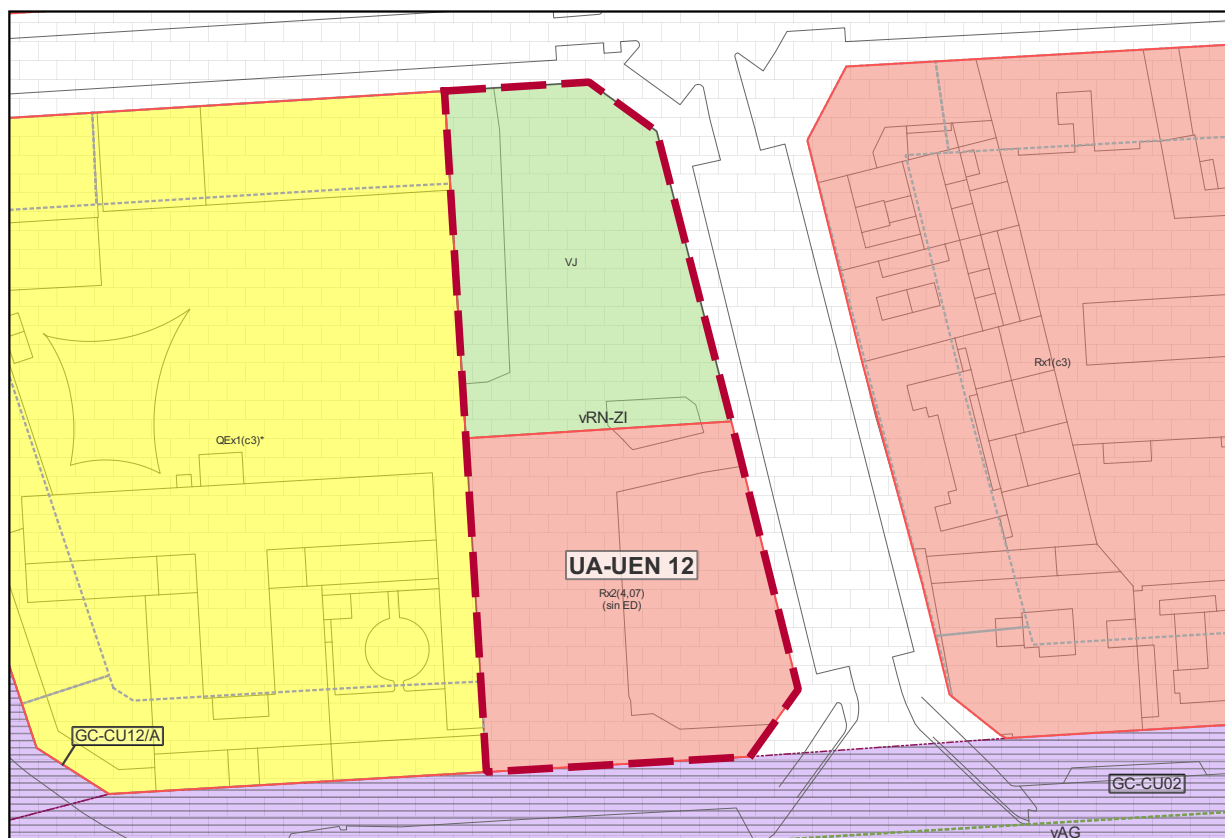 VJ
Rx1(c3)
vRN-ZI
QEx1(c3)*
UA-UEN 12
Rx2(4,07)
(sin ED)
GC-CU12/A
GC-CU02
vAG